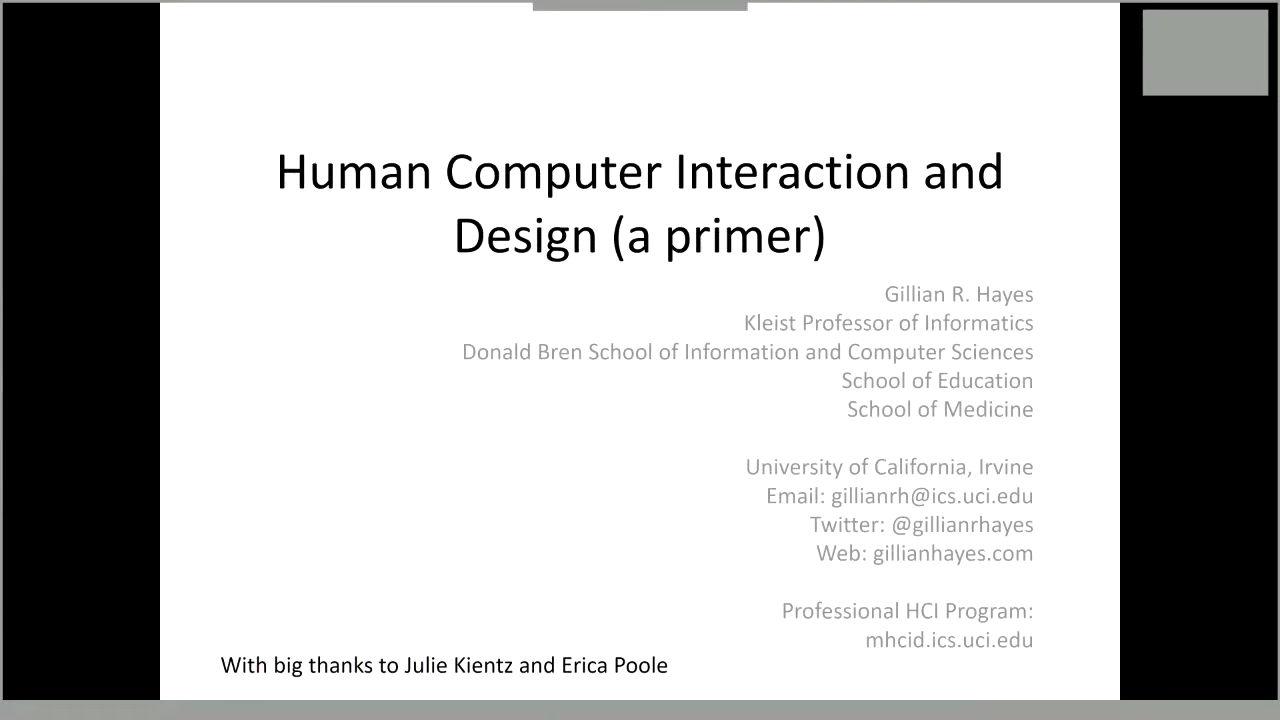 Human Computer Interaction and
Design (a primer)
Gillian R. Hayes
Kleist Professor of Informatics
Donald Bren School of Information and Computer Sciences
School of Education
School of Medicine
University of California, Irvine
Email: gillianrh@ics.uci.edu
Twitter: @gillianrhayes
Web: gillianhayes.com
Professional HCI Program:
mhcid.ics.uci.edu
With big thanks to Julie Kientz and Erica Poole